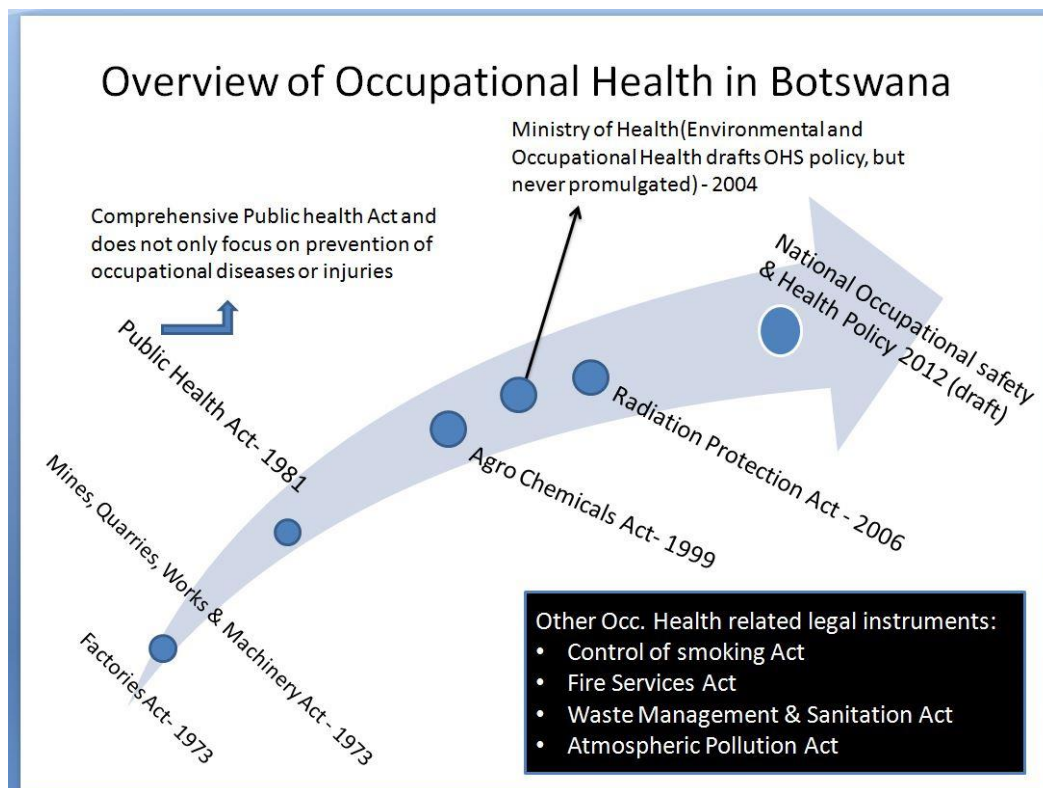 Overview of Occupational Health in Botswana
Ministry of Health(Environmental and
Occupational Health drafts OHS policy, but
never promulgated) - 2004
Comprehensive Public health Act and
does not only focus on prevention of
occupational diseases or injuries
Public Health Act- 1981
Mines, Quarries, Works & Machinery Act - 1973
Factories Act- 1973
Agro Chemicals Act- 1999
Radiation Protection Act - 2006
National Occupational safety
& Health Policy 2012 (draft)
Other Occ. Health related legal instruments:
• Control of smoking Act
• Fire Services Act
• Waste Management & Sanitation Act
• Atmospheric Pollution Act